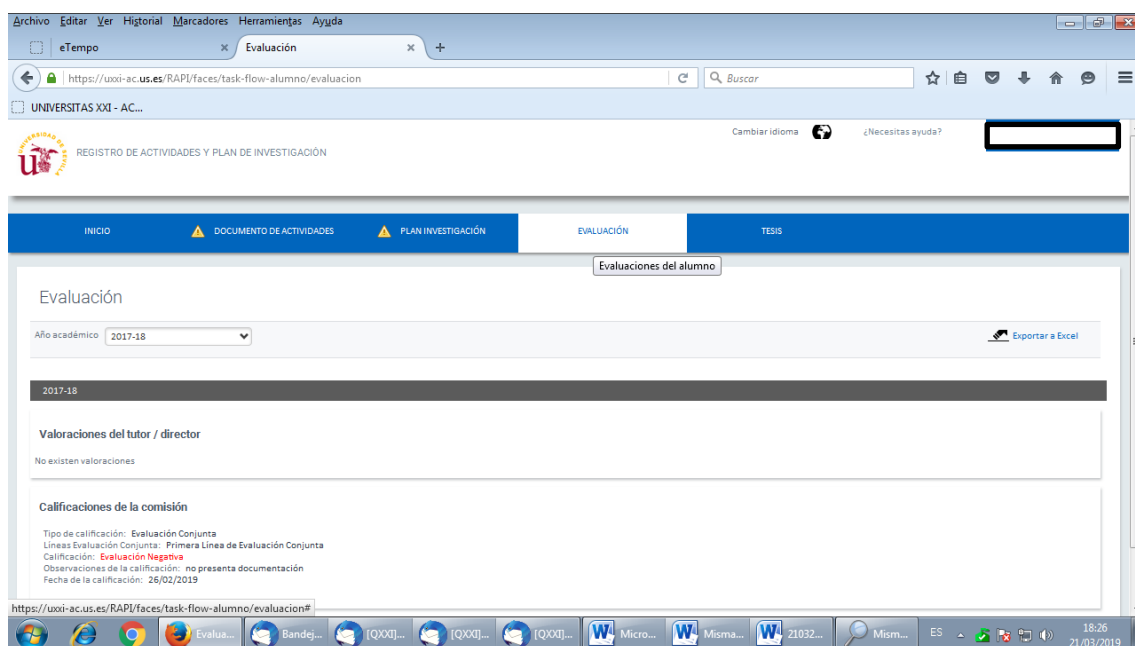 Archivo Editar Ver Historial Marcadores Herramientas Ayuda
eTempo Evaluación
https://uxxi-ac.us.es/RAPI/faces/task-flow-alumno/evaluacion Buscar
UNIVERSITAS XXI - AC...
Cambiar idioma ¿Necesitas ayuda?
REGISTRO DE ACTIVIDADES Y PLAN DE INVESTIGACIÓN
INICIO DOCUMENTO DE ACTIVIDADES PLAN INVESTIGACIÓN EVALUACIÓN TESIS
Evaluaciones del alumno
Evaluación
Año académico 2017-18 Exportar a Excel
2017-18
Valoraciones del tutor / director
No existen valoraciones
Calificaciones de la comisión
Tipo de calificación: Evaluación Conjunta
Líneas Evaluación Conjunta: Primera Línea de Evaluación Conjunta
Calificación: Evaluación Negativa
Observaciones de la calificación: no presenta documentación
Fecha de la calificación: 26/02/2019
https://uxxi-ac.us.es/RAPI/faces/task-flow-alumno/evaluacion#
Evalua... Bandej... [QXXI]... [QXXI]... [QXXI]... Micro... Misma... 21032... Mism... ES 18:26
21/03/2019